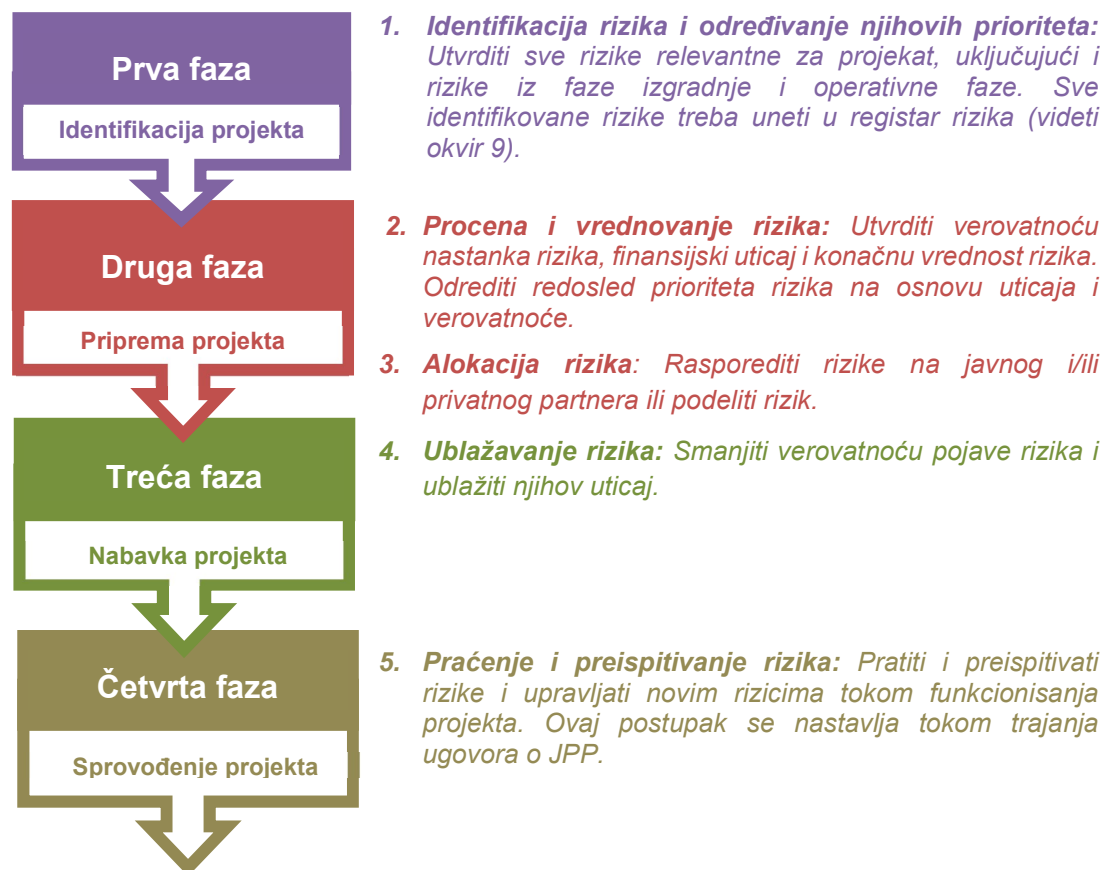 Prva faza
Identifikacija projekta
1. Identifikacija rizika i određivanje njihovih prioriteta:
Utvrditi sve rizike relevantne za projekat, uključujući i
rizike iz faze izgradnje i operativne faze. Sve
identifikovane rizike treba uneti u registar rizika (videti
okvir 9).
Druga faza
Priprema projekta
2. Procena i vrednovanje rizika: Utvrditi verovatnoću
nastanka rizika, finansijski uticaj i konačnu vrednost rizika.
Odrediti redosled prioriteta rizika na osnovu uticaja i
verovatnoće.
3. Alokacija rizika: Rasporediti rizike na javnog i/ili
privatnog partnera ili podeliti rizik.
Treća faza
Nabavka projekta
4. Ublažavanje rizika: Smanjiti verovatnoću pojave rizika i
ublažiti njihov uticaj.
Četvrta faza
Sprovođenje projekta
5. Praćenje i preispitivanje rizika: Pratiti i preispitivati
rizike i upravljati novim rizicima tokom funkcionisanja
projekta. Ovaj postupak se nastavlja tokom trajanja
ugovora o JPP.